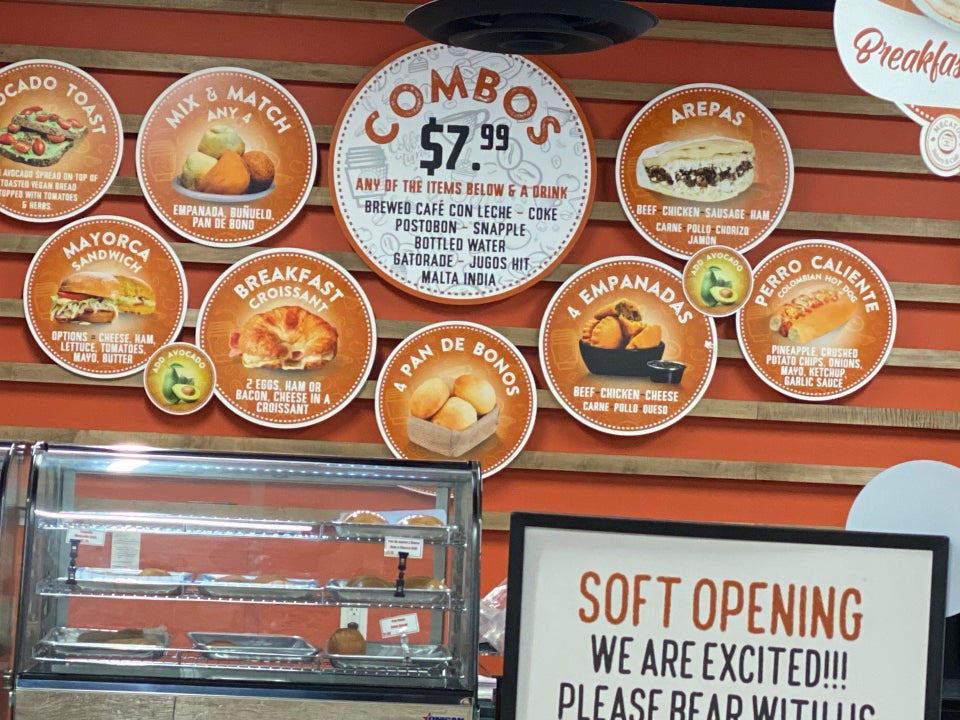 OCADO TOAST
AVOCADO SPREAD ON TOP OF
TOASTED VEGAN BREAD
TOPPED WITH TOMATOES
& HERBS.
MIX & MATCH
ANY 4
EMPANADA, BUÑUELO,
PAN DE BONO
COMBOS
$7.99
ANY OF THE ITEMS BELOW & A DRINK
BREWED CAFÉ CON LECHE - COKE
POSTOBON - SNAPPLE
BOTTLED WATER
GATORADE - JUGOS HIT
MALTA INDIA
AREPAS
BEEF CHICKEN SAUSAGE HAM
CARNE POLLO CHORIZO
JAMÓN
Breakfas
MAYORCA
SANDWICH
OPTIONS = CHEESE, HAM,
LETTUCE, TOMATOES,
MAYO, BUTTER
ADD AVOCADO
BREAKFAST
CROISSANT
2 EGGS, HAM OR
BACON, CHEESE IN A
CROISSANT
4 PAN DE BONOS
4 EMPANADAS
BEEF CHICKEN CHEESE
CARNE POLLO QUESO
ADD AVOCADO
PERRO CALIENTE
COLOMBIAN HOT DOG
PINEAPPLE, CRUSHED
POTATO CHIPS, ONIONS,
MAYO, KETCHUP,
GARLIC SAUCE
SOFT OPENING
WE ARE EXCITED!!!
PLEASE BEAR WITH US